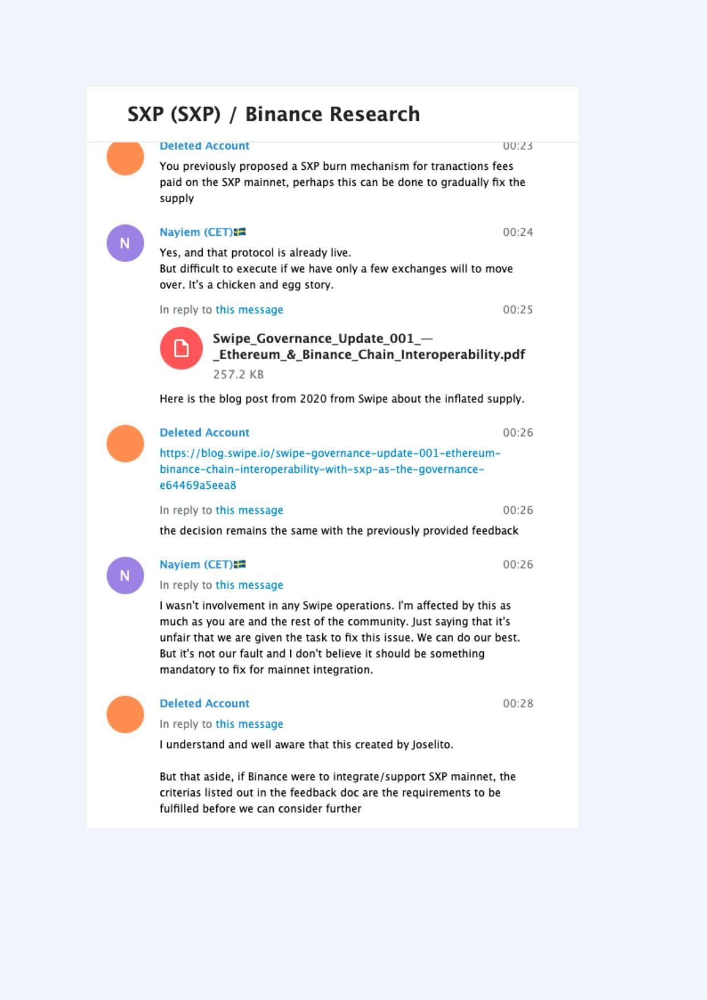 SXP (SXP) / Binance Research
Deleted Account 00:23
You previously proposed a SXP burn mechanism for tranactions fees
paid on the SXP mainnet, perhaps this can be done to gradually fix the
supply
N
Nayiem (CET)🇸🇪 00:24
Yes, and that protocol is already live.
But difficult to execute if we have only a few exchanges will to move
over. It's a chicken and egg story.
In reply to this message 00:25
Swipe_Governance_Update_001_—
_Ethereum_&_Binance_Chain_Interoperability.pdf
257.2 KB
Here is the blog post from 2020 from Swipe about the inflated supply.
Deleted Account 00:26
https://blog.swipe.io/swipe-governance-update-001-ethereum-
binance-chain-interoperability-with-sxp-as-the-governance-
e64469a5eea8
In reply to this message 00:26
the decision remains the same with the previously provided feedback
N
Nayiem (CET)🇸🇪 00:26
In reply to this message
I wasn't involvement in any Swipe operations. I'm affected by this as
much as you are and the rest of the community. Just saying that it's
unfair that we are given the task to fix this issue. We can do our best.
But it's not our fault and I don't believe it should be something
mandatory to fix for mainnet integration.
Deleted Account 00:28
In reply to this message
I understand and well aware that this created by Joselito.
But that aside, if Binance were to integrate/support SXP mainnet, the
criterias listed out in the feedback doc are the requirements to be
fulfilled before we can consider further